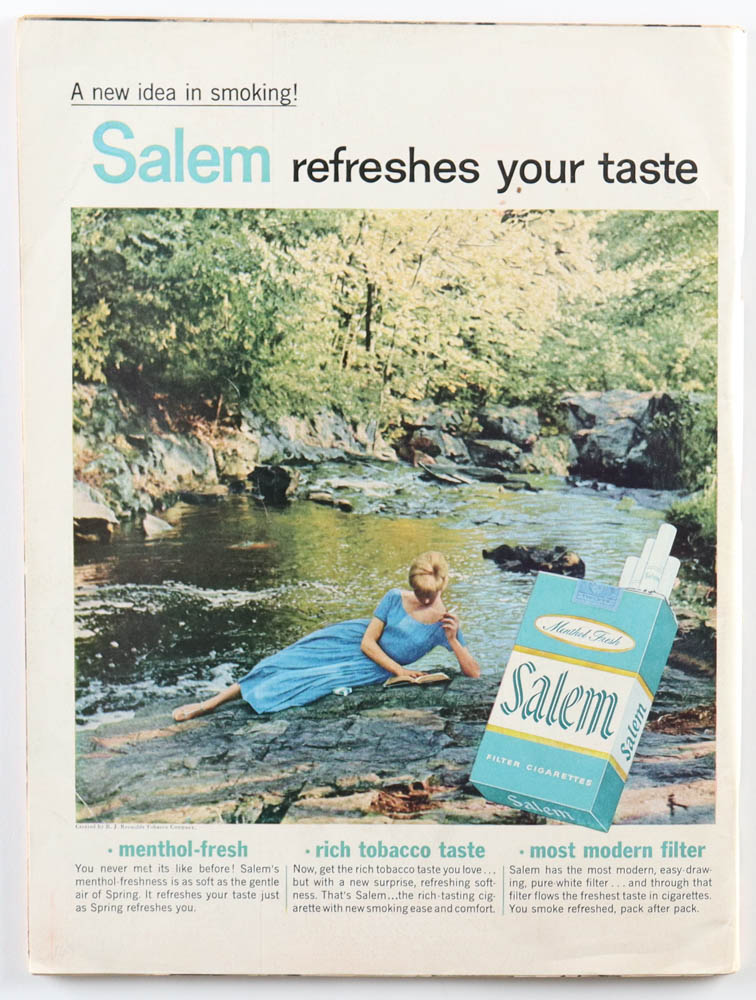 A new idea in smoking!
Salem refreshes your taste
Menthol Fresh
Salem
FILTER CIGARETTES
Salem
Salem
Created by R. J. Reynolds Tobacco Company.
• menthol-fresh
You never met its like before! Salem's
menthol-freshness is as soft as the gentle
air of Spring. It refreshes your taste just
as Spring refreshes you.
• rich tobacco taste
Now, get the rich tobacco taste you love...
but with a new surprise, refreshing soft-
ness. That's Salem...the rich-tasting cig-
arette with new smoking ease and comfort.
• most modern filter
Salem has the most modern, easy-draw-
ing, pure-white filter . . . and through that
filter flows the freshest taste in cigarettes.
You smoke refreshed, pack after pack.